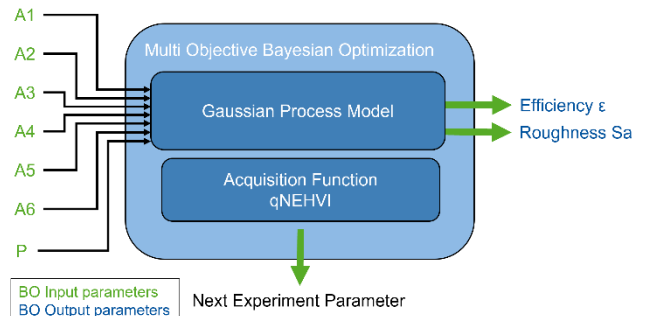 A1
A2
A3
A4
A5
A6
P
Multi Objective Bayesian Optimization
Gaussian Process Model
Acquisition Function
qNEHVI
Efficiency ε
Roughness Sa
Next Experiment Parameter
BO Input parameters
BO Output parameters